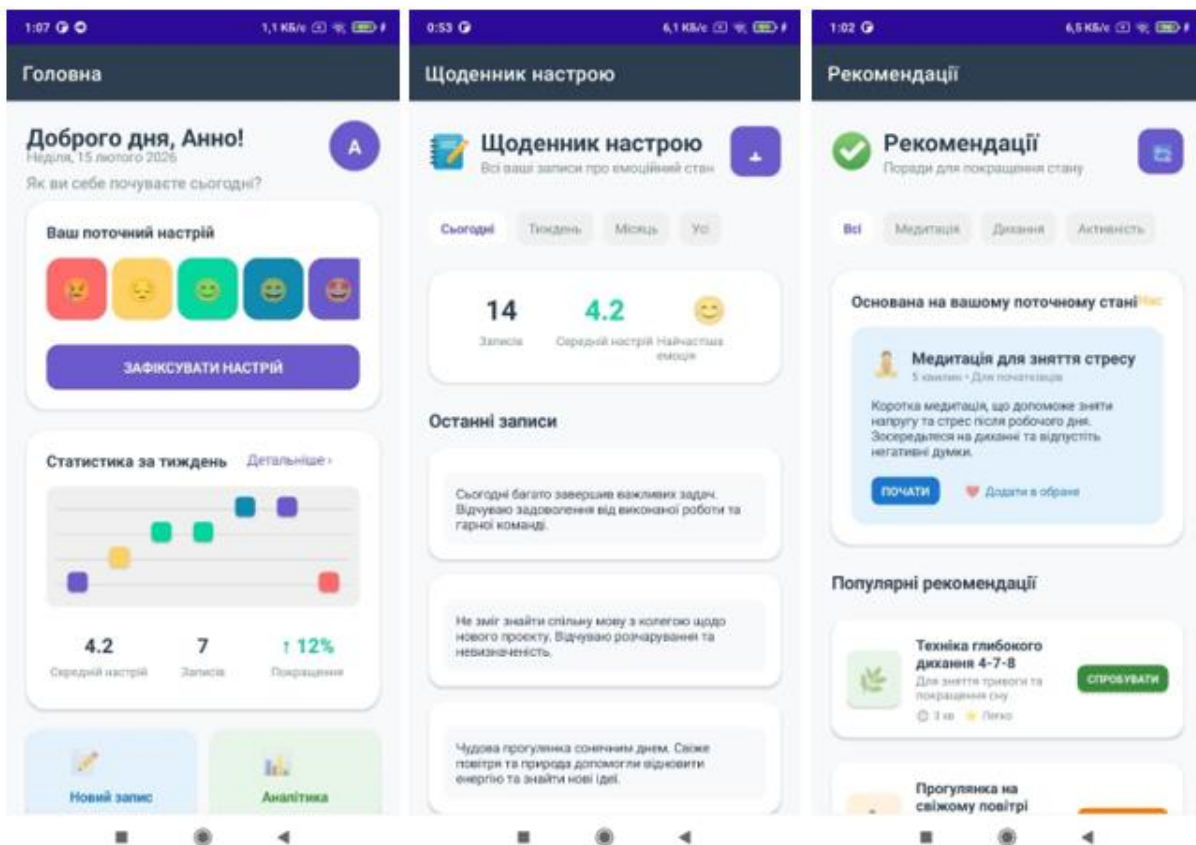 1:07
1,1 КБ/с
Головна
Доброго дня, Анно!
Неділя, 15 лютого 2026
А
Як ви себе почуваєте сьогодні?
Ваш поточний настрій
ЗАФІКСУВАТИ НАСТРІЙ
Статистика за тиждень
Детальніше ›
4.2
7
↑ 12%
Середній настрій
Записів
Покращення
Новий запис
Аналітика
0:53
6,1 КБ/с
Щоденник настрою
Щоденник настрою
Всі ваші записи про емоційний стан
Сьогодні
Тиждень
Місяць
Усі
14
4.2
Записів
Середній настрій
Найчастіша
емоція
Останні записи
Сьогодні багато завершив важливих задач.
Відчуваю задоволення від виконаної роботи та
гарної команді.
Не зміг знайти спільну мову з колегою щодо
нового проєкту. Відчуваю розчарування та
невизначеність.
Чудова прогулянка сонячним днем. Свіже
повітря та природа допомогли відновити
енергію та знайти нові ідеї.
1:02
6,5 КБ/с
Рекомендації
Рекомендації
Поради для покращення стану
Всі
Медитація
Дихання
Активність
Основана на вашому поточному стані
Медитація для зняття стресу
5 хвилин • Для початківців
Коротка медитація, що допоможе зняти
напругу та стрес після робочого дня.
Зосередьтеся на диханні та відпустіть
негативні думки.
ПОЧАТИ
Додати в обране
Популярні рекомендації
Техніка глибокого
дихання 4-7-8
Для зняття тривоги та
покращення сну
3 хв
Легко
СПРОБУВАТИ
Прогулянка на
свіжому повітрі